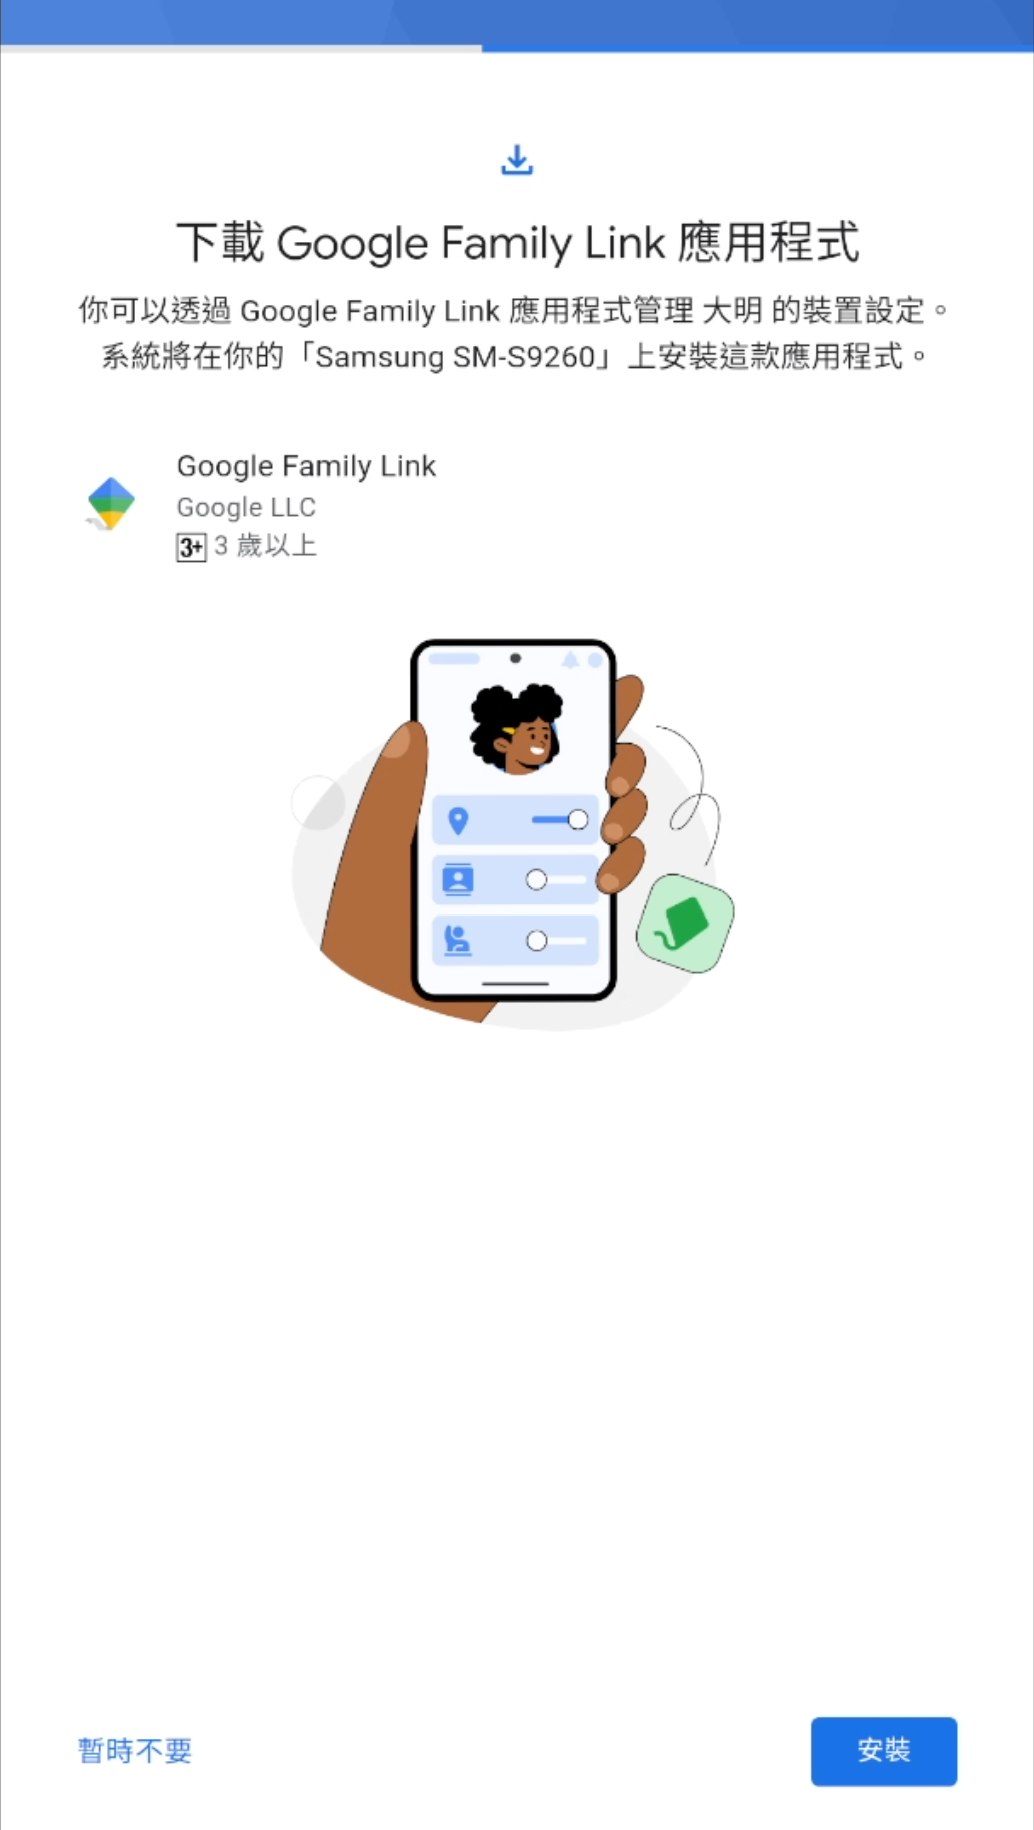 下載 Google Family Link 應用程式
你可以透過 Google Family Link 應用程式管理 大明 的裝置設定。
系統將在你的「Samsung SM-S9260」上安裝這款應用程式。
Google Family Link
Google LLC
3+ 3 歲以上
暫時不要
安裝